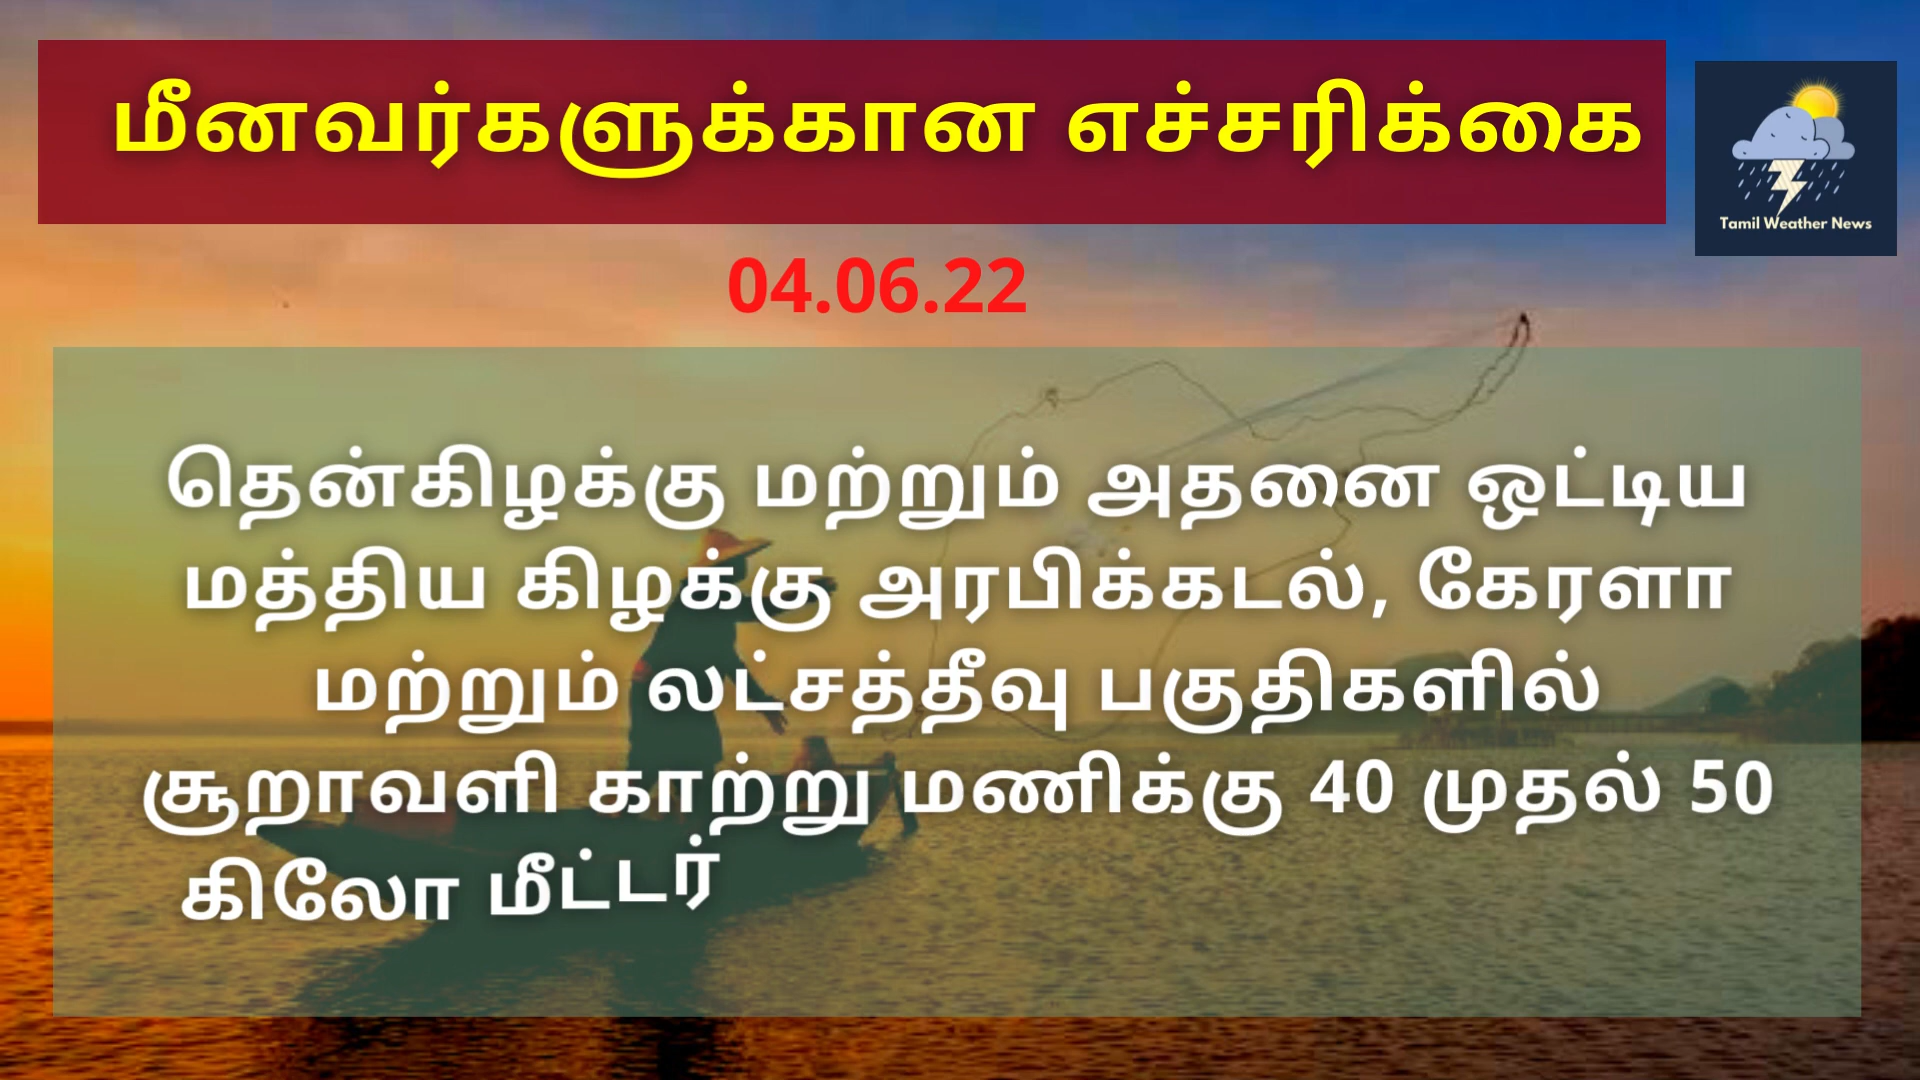 மீனவர்களுக்கான எச்சரிக்கை
Tamil Weather News
04.06.22
தென்கிழக்கு மற்றும் அதனை ஒட்டிய
மத்திய கிழக்கு அரபிக்கடல், கேரளா
மற்றும் லட்சத்தீவு பகுதிகளில்
சூறாவளி காற்று மணிக்கு 40 முதல் 50
கிலோ மீட்டர்